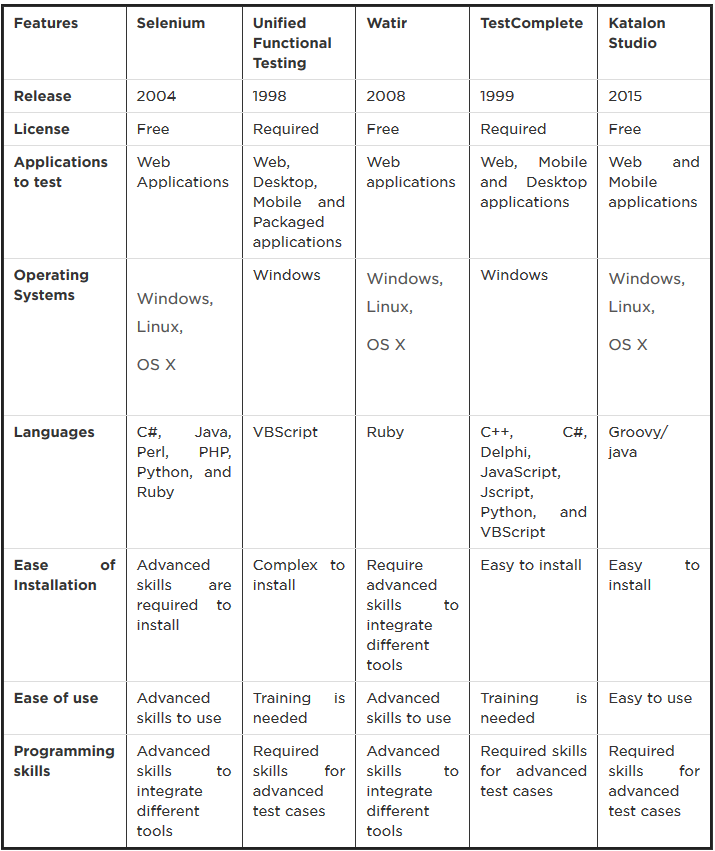 Features
Selenium
Unified
Functional
Testing
Watir
TestComplete
Katalon
Studio
Release
2004
1998
2008
1999
2015
License
Free
Required
Free
Required
Free
Applications
to test
Web
Applications
Web,
Desktop,
Mobile and
Packaged
applications
Web
applications
Web, Mobile
and Desktop
applications
Web and
Mobile
applications
Operating
Systems
Windows,
Linux,
OS X
Windows
Windows,
Linux,
OS X
Windows
Windows,
Linux,
OS X
Languages
C#, Java,
Perl, PHP,
Python, and
Ruby
VBScript
Ruby
C++, C#,
Delphi,
JavaScript,
Jscript,
Python, and
VBScript
Groovy/
java
Ease of
Installation
Advanced
skills are
required to
install
Complex to
install
Require
advanced
skills to
integrate
different
tools
Easy to install
Easy to
install
Ease of use
Advanced
skills to use
Training is
needed
Advanced
skills to use
Training is
needed
Easy to use
Programming
skills
Advanced
skills to
integrate
different
tools
Required
skills for
advanced
test cases
Advanced
skills to
integrate
different
tools
Required skills
for advanced
test cases
Required
skills for
advanced
test cases